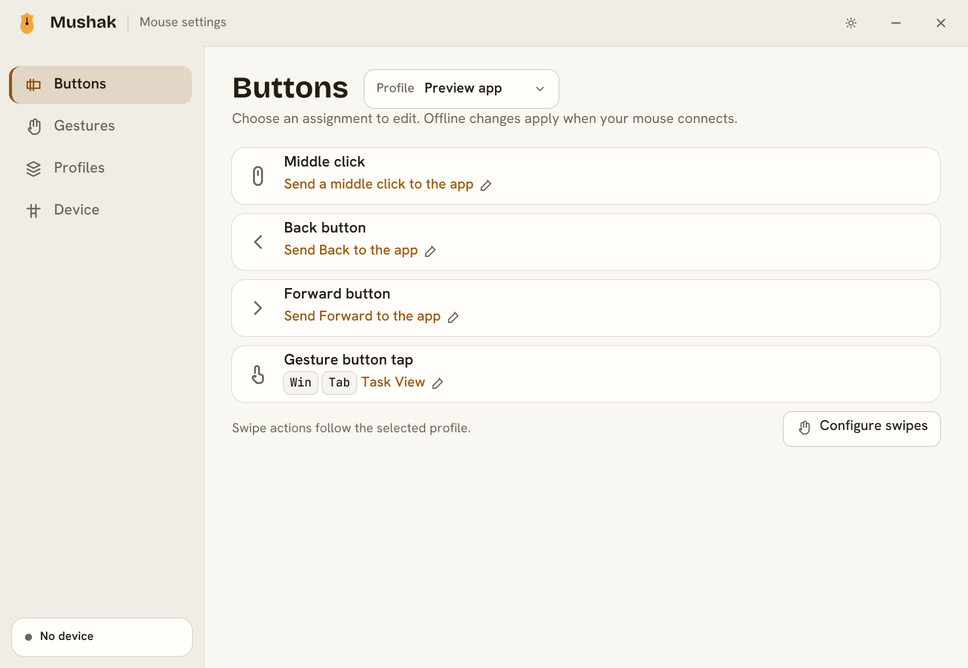 Mushak
Mouse settings
Buttons
Gestures
Profiles
Device
No device
Buttons
Profile Preview app
Choose an assignment to edit. Offline changes apply when your mouse connects.
Middle click
Send a middle click to the app
Back button
Send Back to the app
Forward button
Send Forward to the app
Gesture button tap
Win Tab Task View
Swipe actions follow the selected profile.
Configure swipes